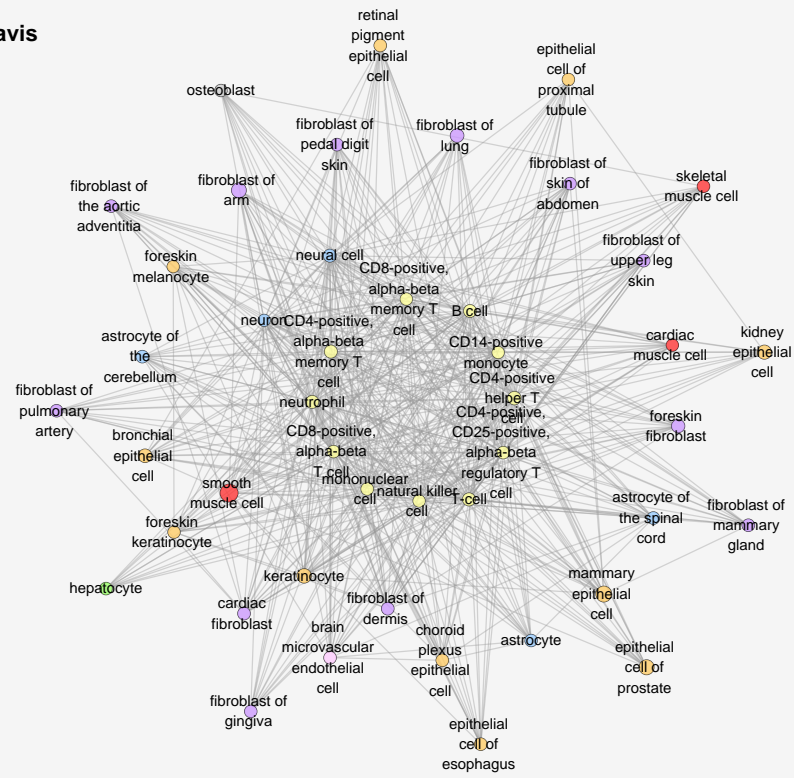 avis
retinal
pigment
epithelial
cell
epithelial
cell of
proximal
tubule
osteoblast
fibroblast of
pedal digit
skin
fibroblast of
lung
fibroblast of
skin of
abdomen
skeletal
muscle cell
fibroblast of
the aortic
adventitia
fibroblast of
arm
foreskin
melanocyte
neural cell
fibroblast of
upper leg
skin
CD8-positive,
alpha-beta
memory T
cell
B cell
neuron
CD4-positive,
alpha-beta
memory T
cell
CD14-positive
monocyte
cardiac
muscle cell
kidney
epithelial
cell
astrocyte of
the
cerebellum
CD4-positive
helper T
cell
fibroblast of
pulmonary
artery
neutrophil
CD4-positive,
CD25-positive,
alpha-beta
regulatory T
cell
foreskin
fibroblast
bronchial
epithelial
cell
CD8-positive,
alpha-beta
T cell
smooth
muscle cell
mononuclear
cell
natural killer
cell
T-cell
astrocyte of
the spinal
cord
fibroblast of
mammary
gland
foreskin
keratinocyte
hepatocyte
keratinocyte
mammary
epithelial
cell
cardiac
fibroblast
fibroblast of
dermis
brain
microvascular
endothelial
cell
choroid
plexus
epithelial
cell
astrocyte
epithelial
cell of
prostate
fibroblast of
gingiva
epithelial
cell of
esophagus